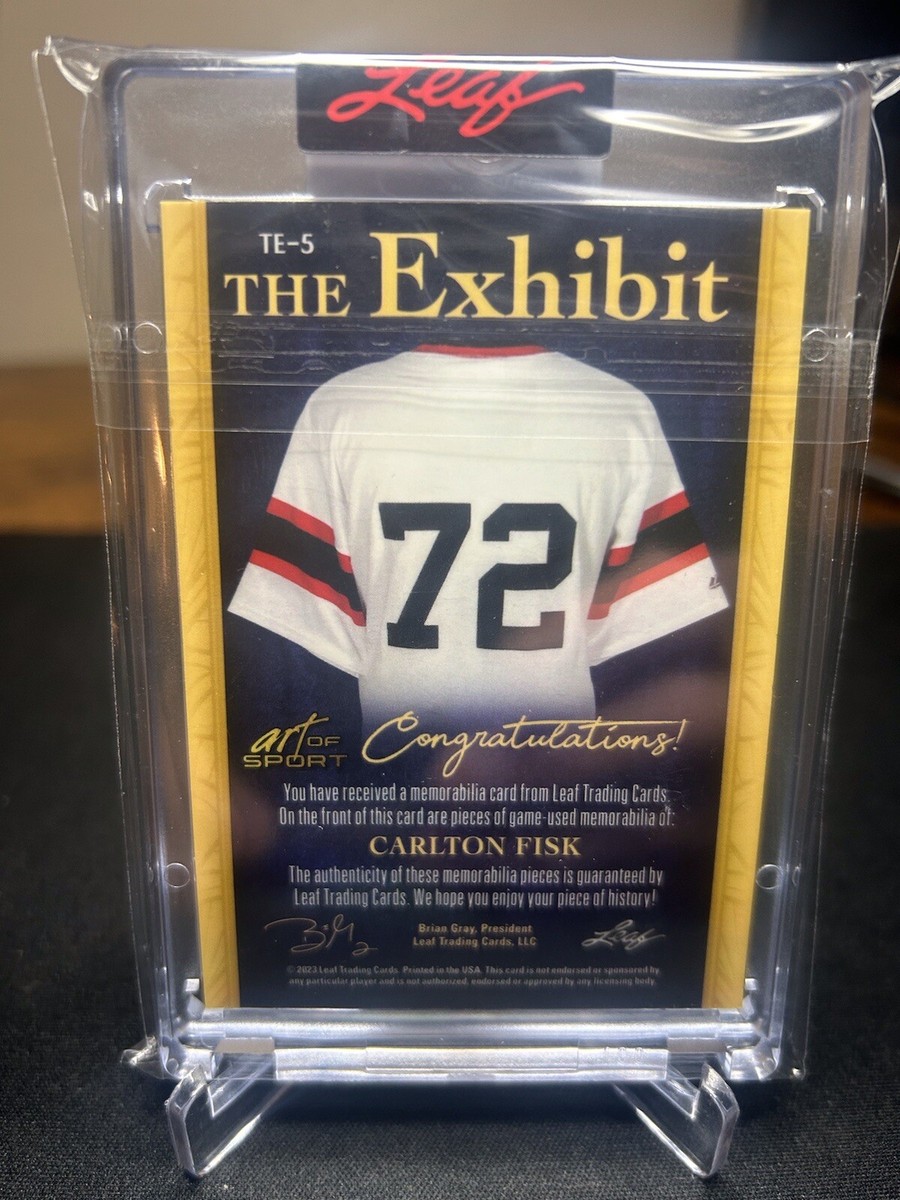 Leaf
TE-5
THE Exhibit
72
art OF
SPORT
Congratulations!
You have received a memorabilia card from Leaf Trading Cards.
On the front of this card are pieces of game-used memorabilia of:
CARLTON FISK
The authenticity of these memorabilia pieces is guaranteed by
Leaf Trading Cards. We hope you enjoy your piece of history!
Brian Gray, President
Leaf Trading Cards, LLC
Leaf
© 2023 Leaf Trading Cards. Printed in the USA. This card is not endorsed or sponsored by
any particular player and is not authorized, endorsed or approved by any licensing body.